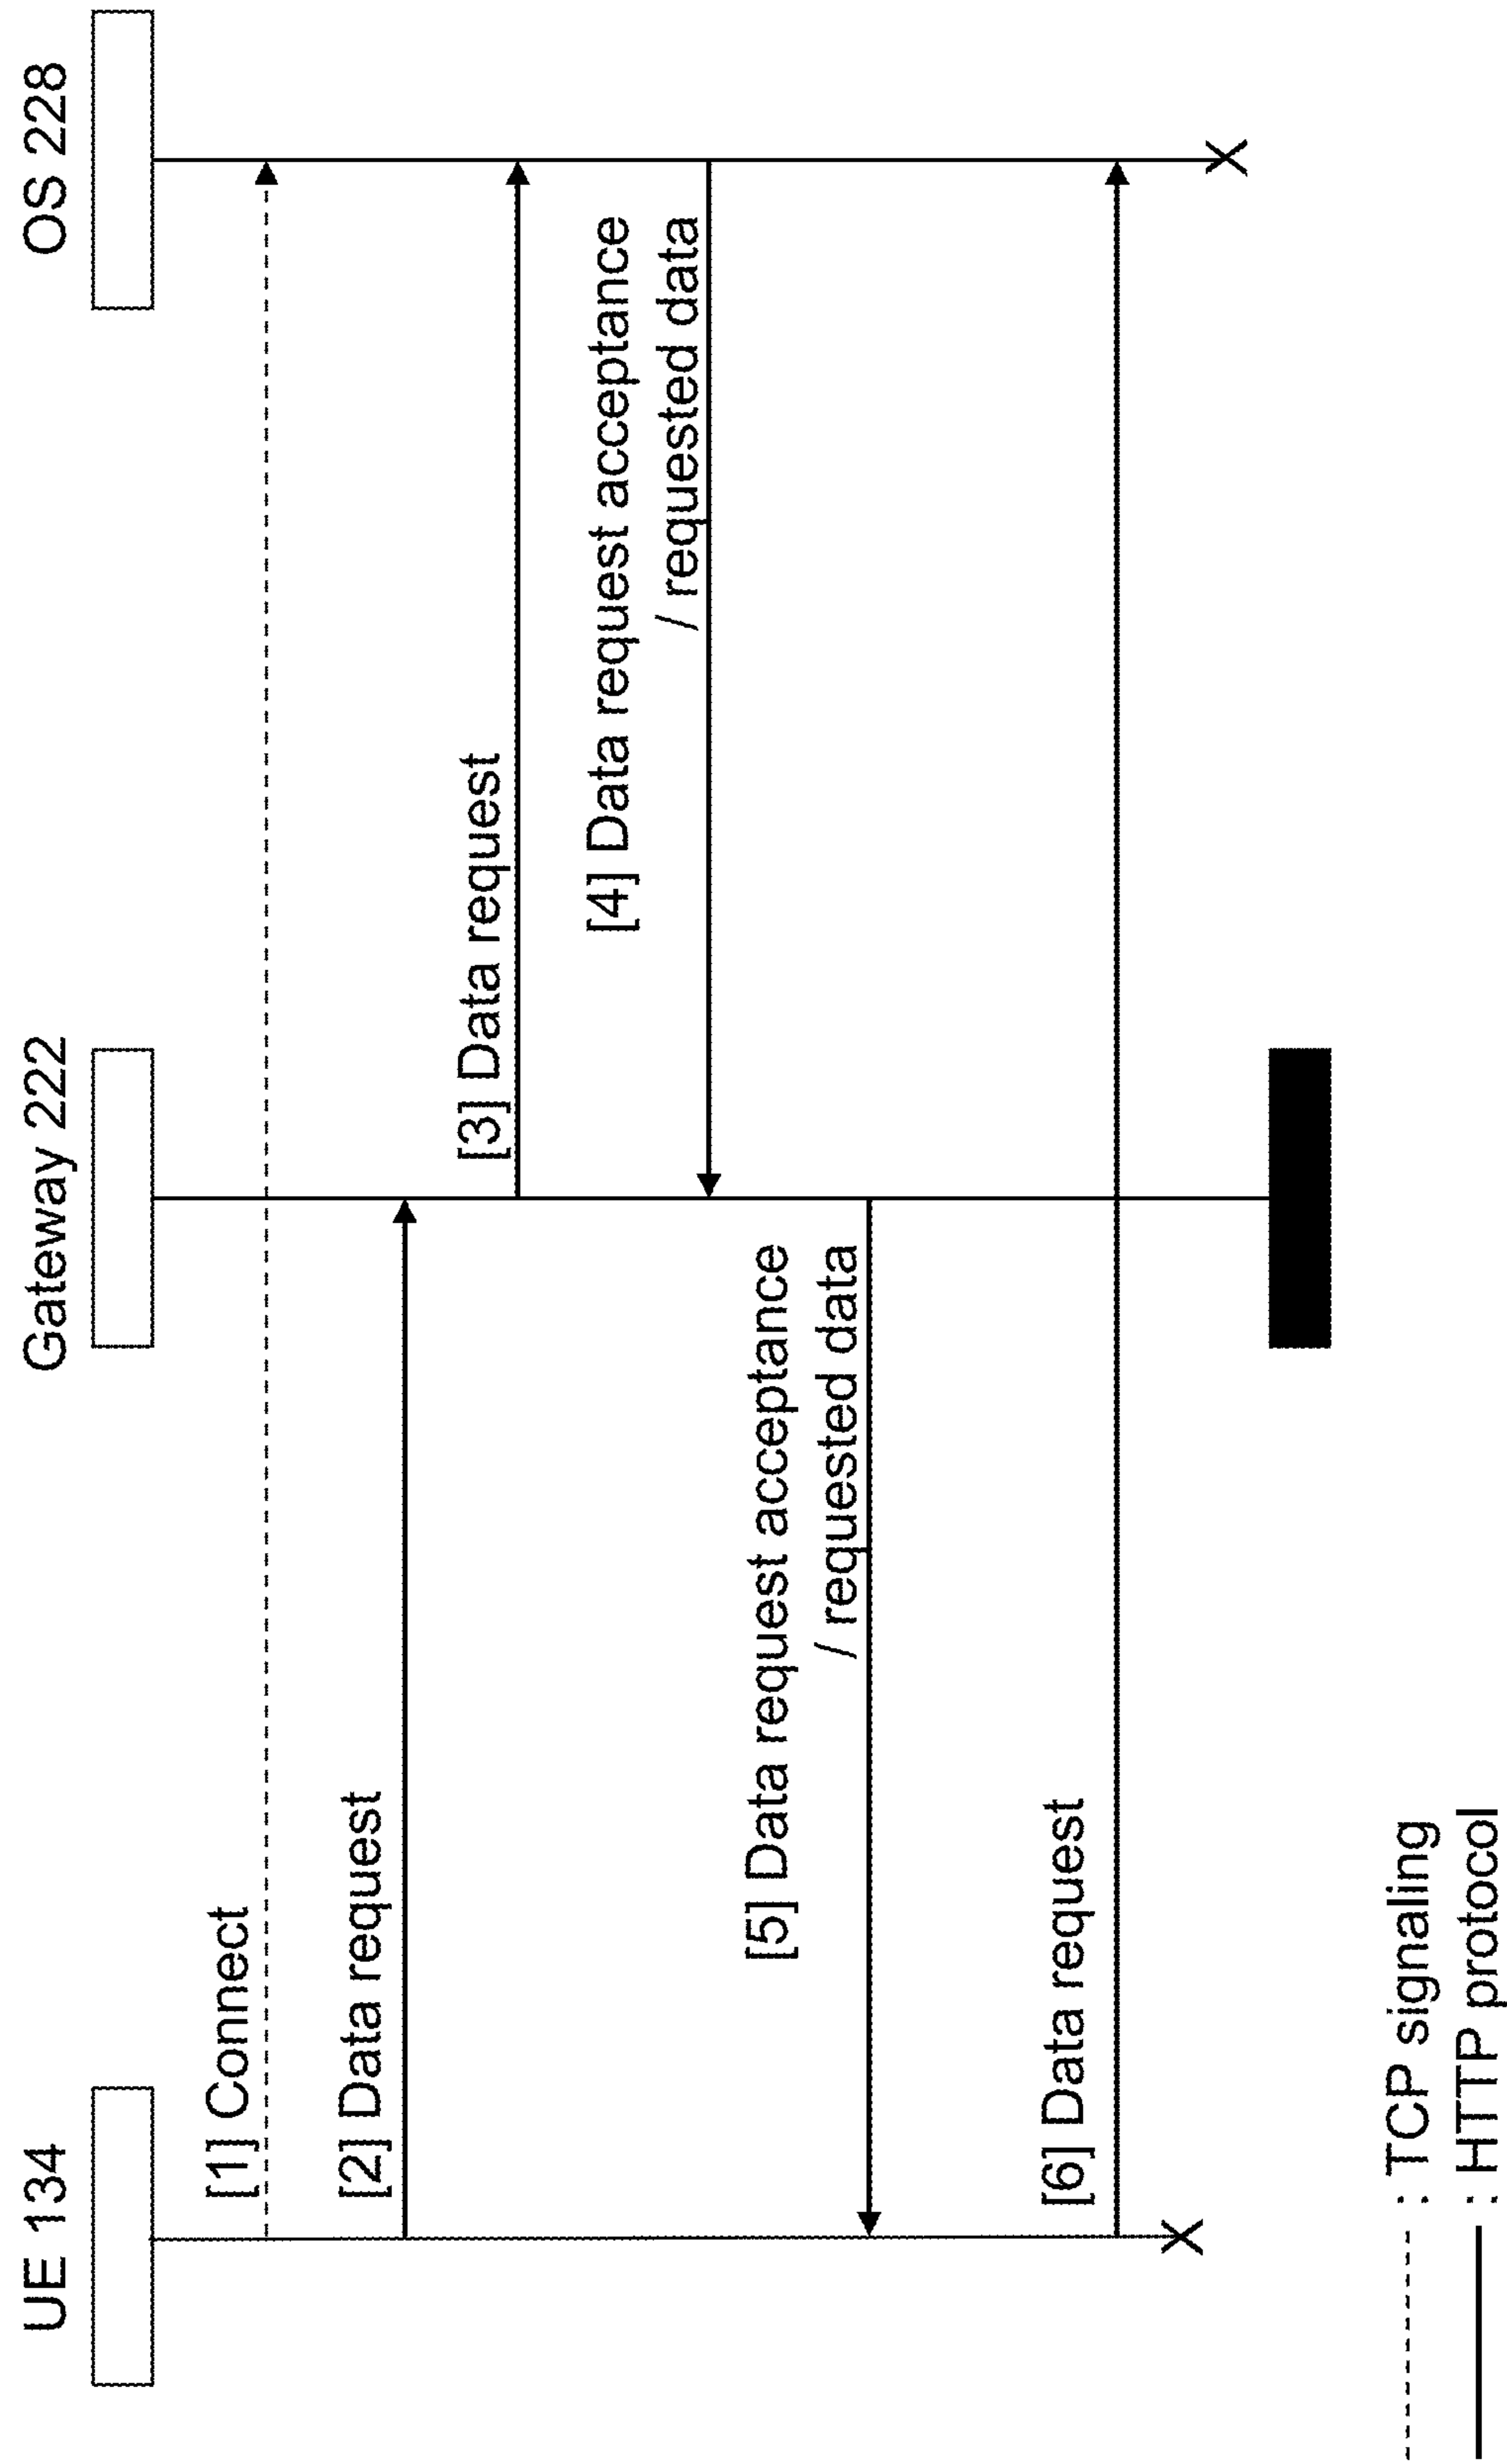 UE 134
Gateway 222
OS 228
[1] Connect
[2] Data request
[3] Data request
[4] Data request acceptance
/ requested data
[5] Data request acceptance
/ requested data
[6] Data request
X
X
: TCP signaling
: HTTP protocol